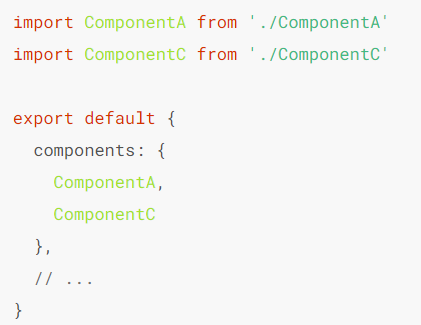 import ComponentA from './ComponentA'
import ComponentC from './ComponentC'

export default {
  components: {
    ComponentA,
    ComponentC
  },
  // ...
}